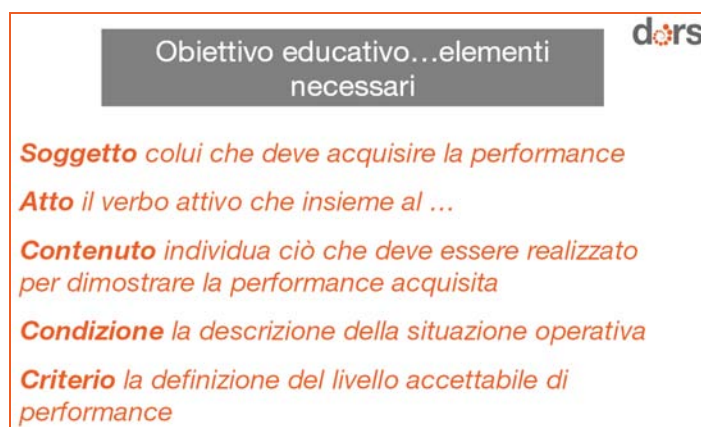 dors
Obiettivo educativo...elementi
necessari
Soggetto colui che deve acquisire la performance
Atto il verbo attivo che insieme al ...
Contenuto individua ciò che deve essere realizzato
per dimostrare la performance acquisita
Condizione la descrizione della situazione operativa
Criterio la definizione del livello accettabile di
performance